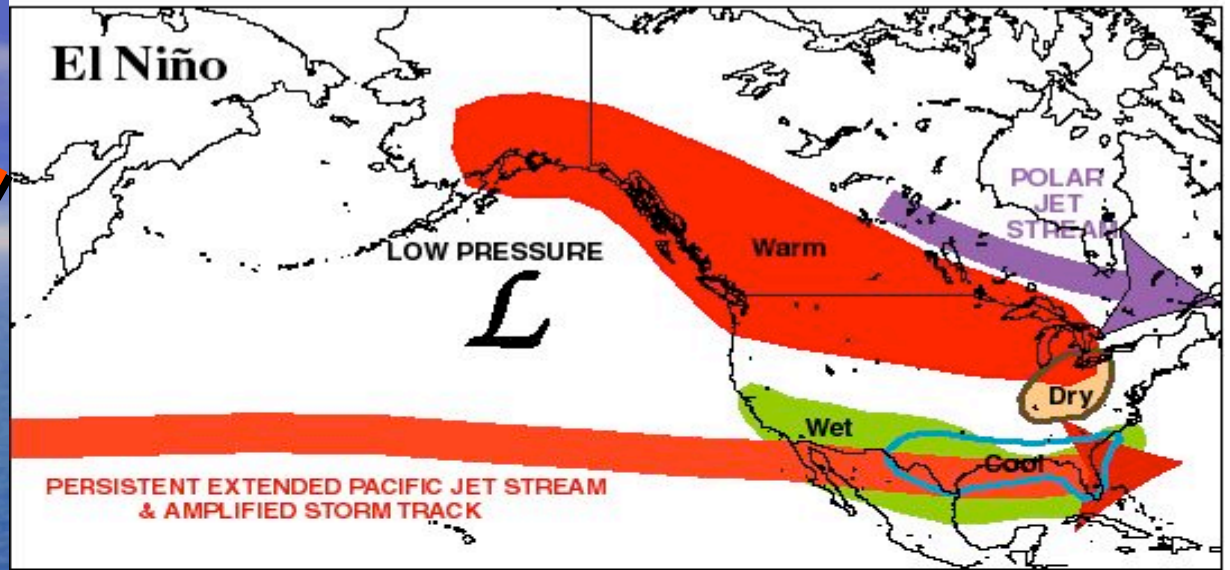 El Niño
POLAR
JET
STREAM
LOW PRESSURE
Warm
L
Dry
Wet
Cool
PERSISTENT EXTENDED PACIFIC JET STREAM
& AMPLIFIED STORM TRACK